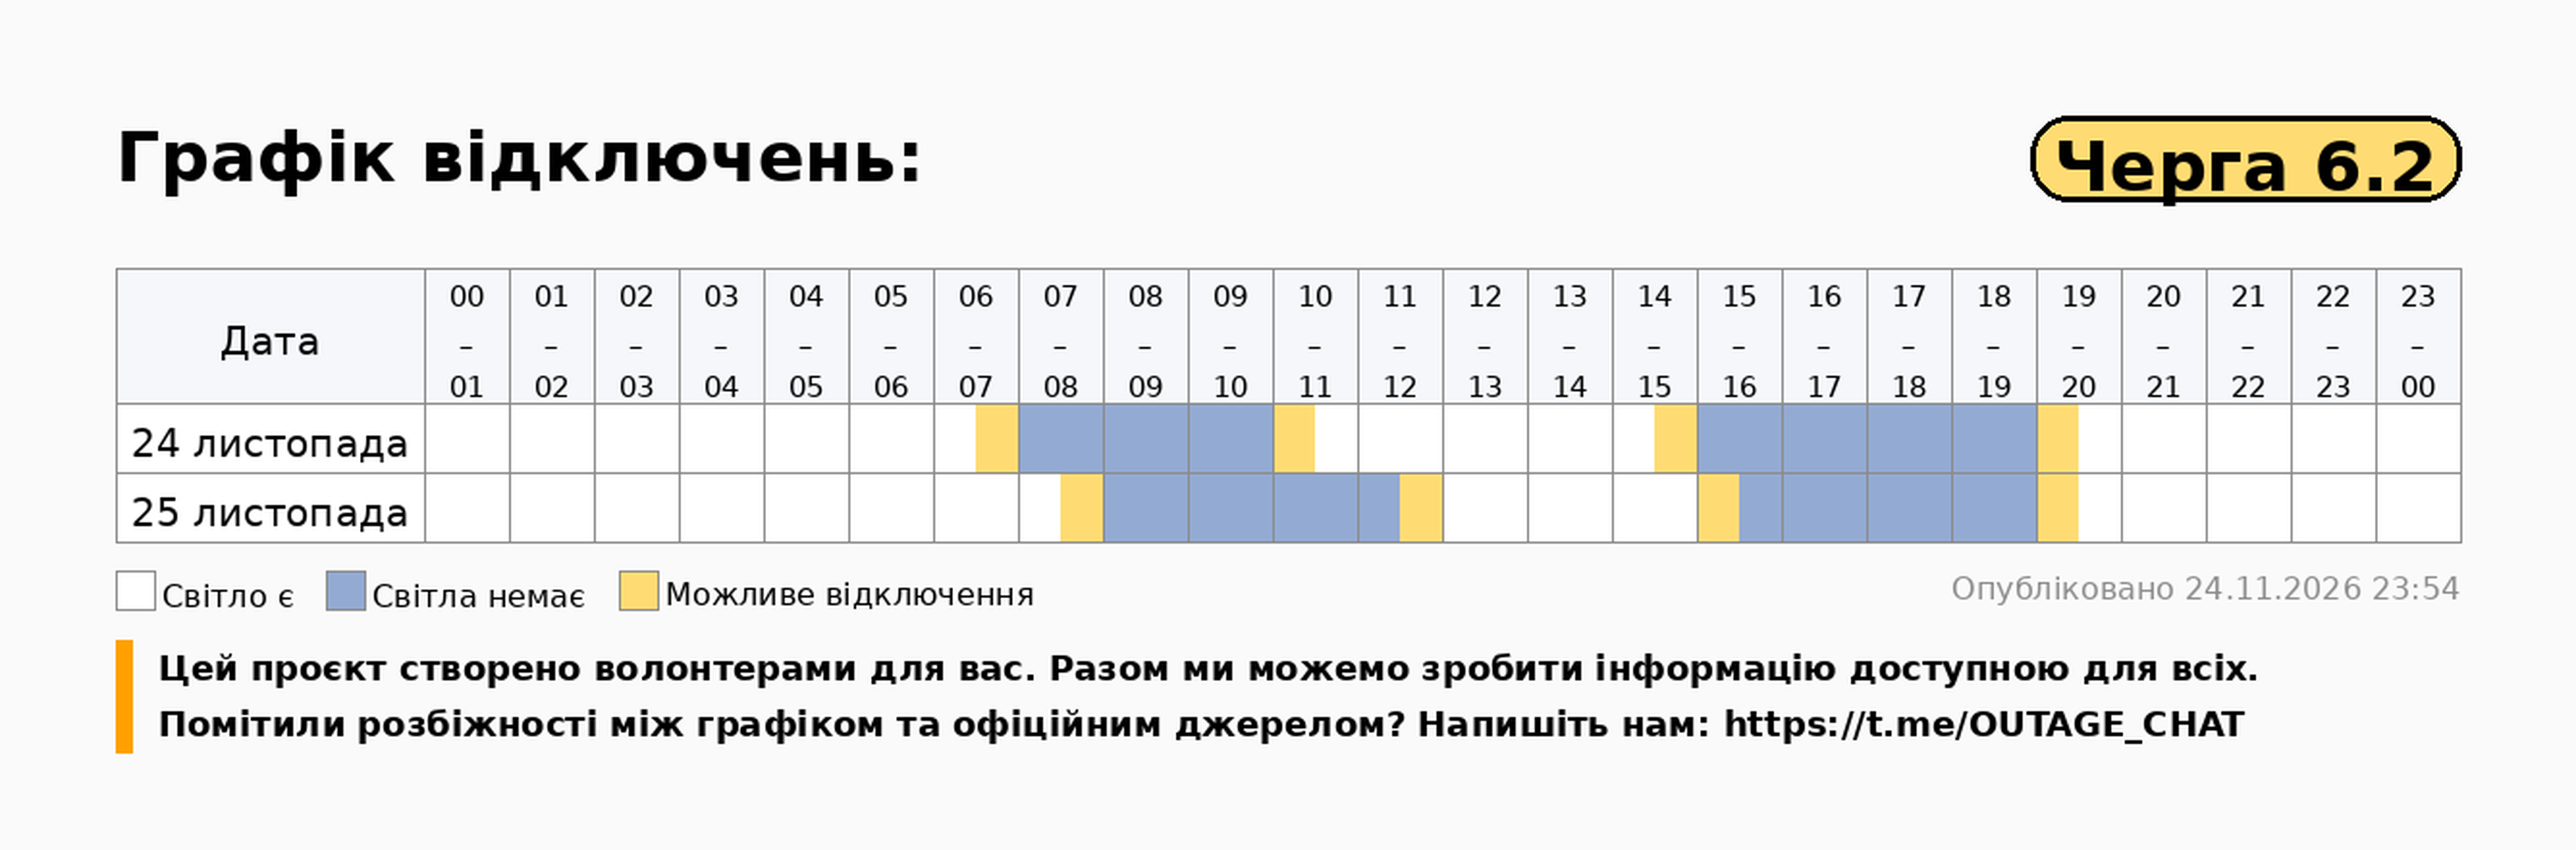 Графік відключень:
Черга 6.2
Дата
00 – 01
01 – 02
02 – 03
03 – 04
04 – 05
05 – 06
06 – 07
07 – 08
08 – 09
09 – 10
10 – 11
11 – 12
12 – 13
13 – 14
14 – 15
15 – 16
16 – 17
17 – 18
18 – 19
19 – 20
20 – 21
21 – 22
22 – 23
23 – 00
24 листопада
25 листопада
Світло є
Світла немає
Можливе відключення
Опубліковано 24.11.2026 23:54
Цей проєкт створено волонтерами для вас. Разом ми можемо зробити інформацію доступною для всіх.
Помітили розбіжності між графіком та офіційним джерелом? Напишіть нам: https://t.me/OUTAGE_CHAT